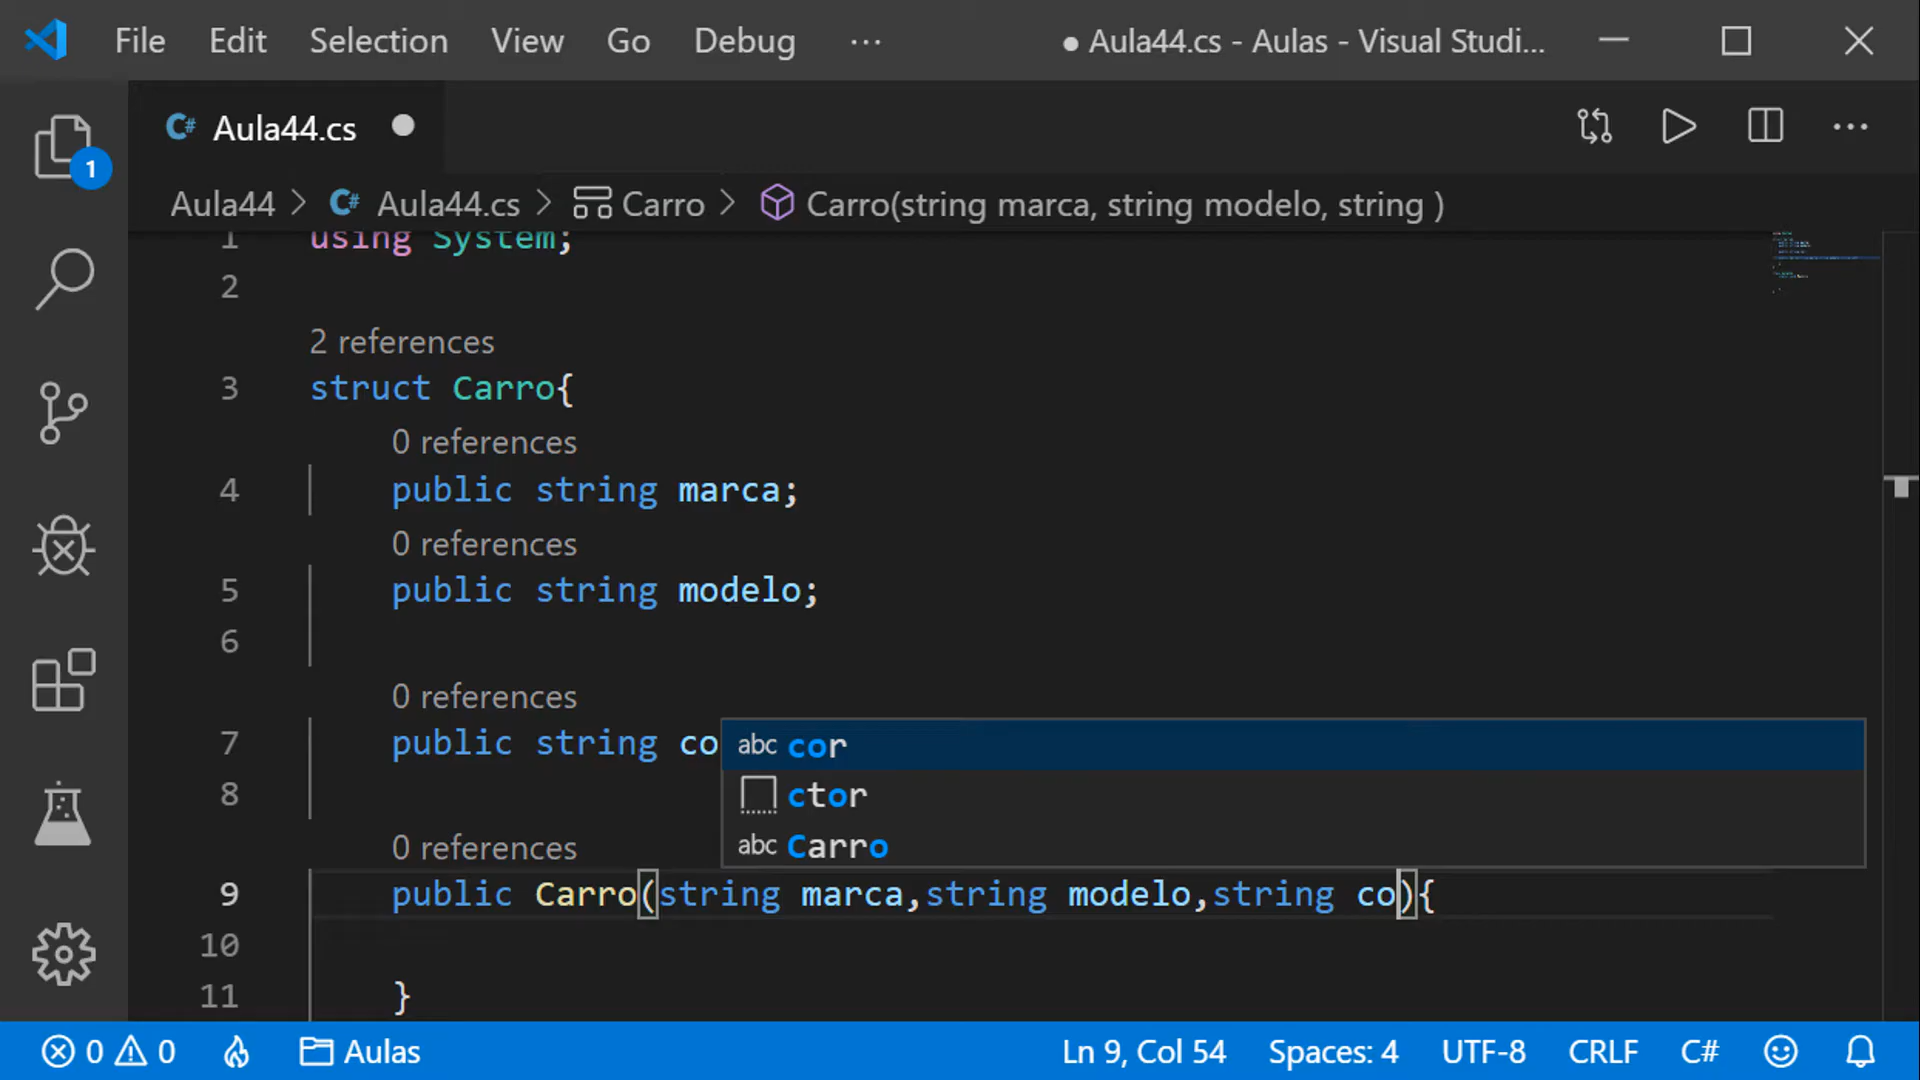 File Edit Selection View Go Debug ··· ● Aula44.cs - Aulas - Visual Studi...
C# Aula44.cs ●
1
Aula44 > C# Aula44.cs > Carro > Carro(string marca, string modelo, string )
1 using System;
2
2 references
3 struct Carro{
0 references
4 public string marca;
0 references
5 public string modelo;
6
0 references
7 public string co
abc cor
8
ctor
0 references
abc Carro
9 public Carro(string marca,string modelo,string co){
10
11 }
0 0 Aulas Ln 9, Col 54 Spaces: 4 UTF-8 CRLF C#